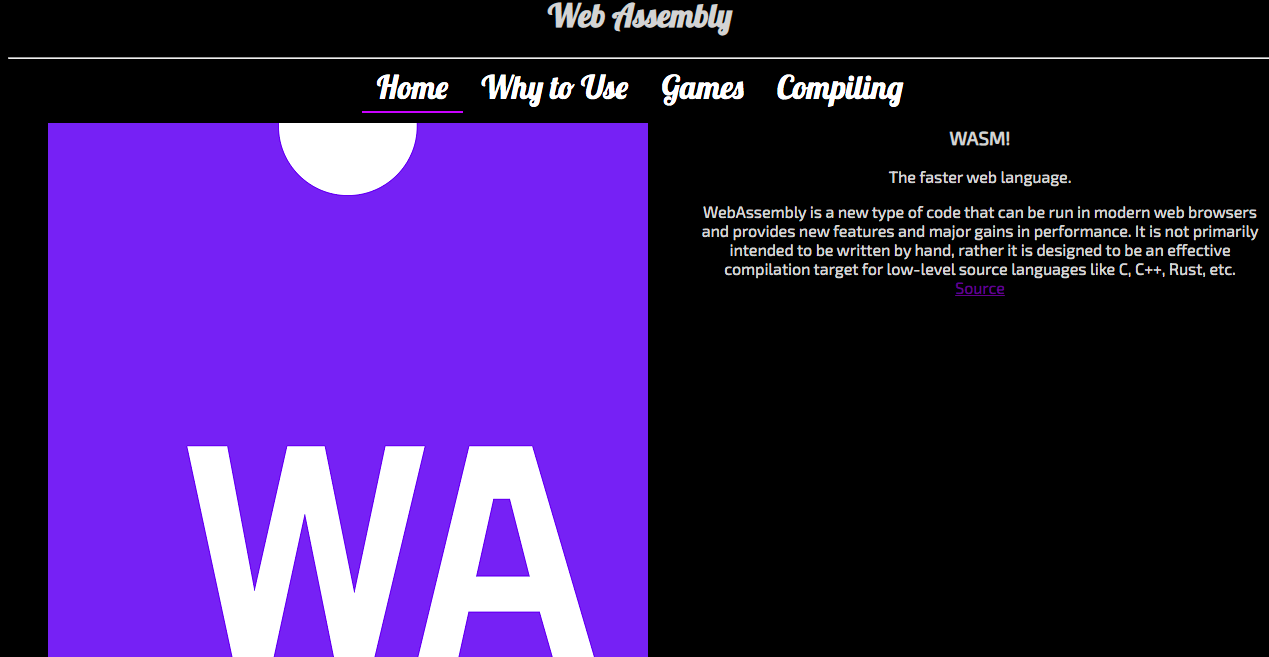 Web Assembly
Home Why to Use Games Compiling
WA
WASM!
The faster web language.
WebAssembly is a new type of code that can be run in modern web browsers
and provides new features and major gains in performance. It is not primarily
intended to be written by hand, rather it is designed to be an effective
compilation target for low-level source languages like C, C++, Rust, etc.
Source